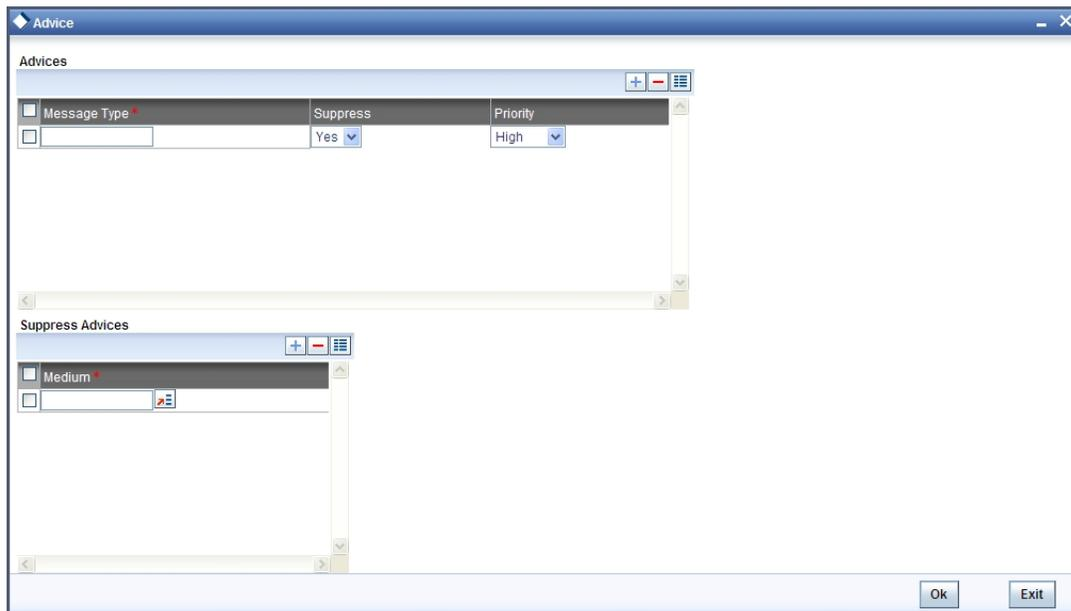 Advice
Advices
Message Type * Suppress Priority
Yes High
Suppress Advices
Medium *
Ok Exit